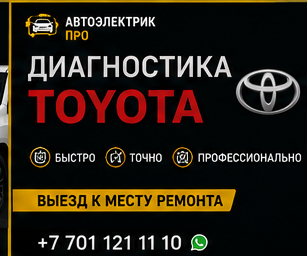 АВТОЭЛЕКТРИК
ПРО
ДИАГНОСТИКА
TOYOTA
БЫСТРО ТОЧНО ПРОФЕССИОНАЛЬНО
ВЫЕЗД К МЕСТУ РЕМОНТА
+7 701 121 11 10